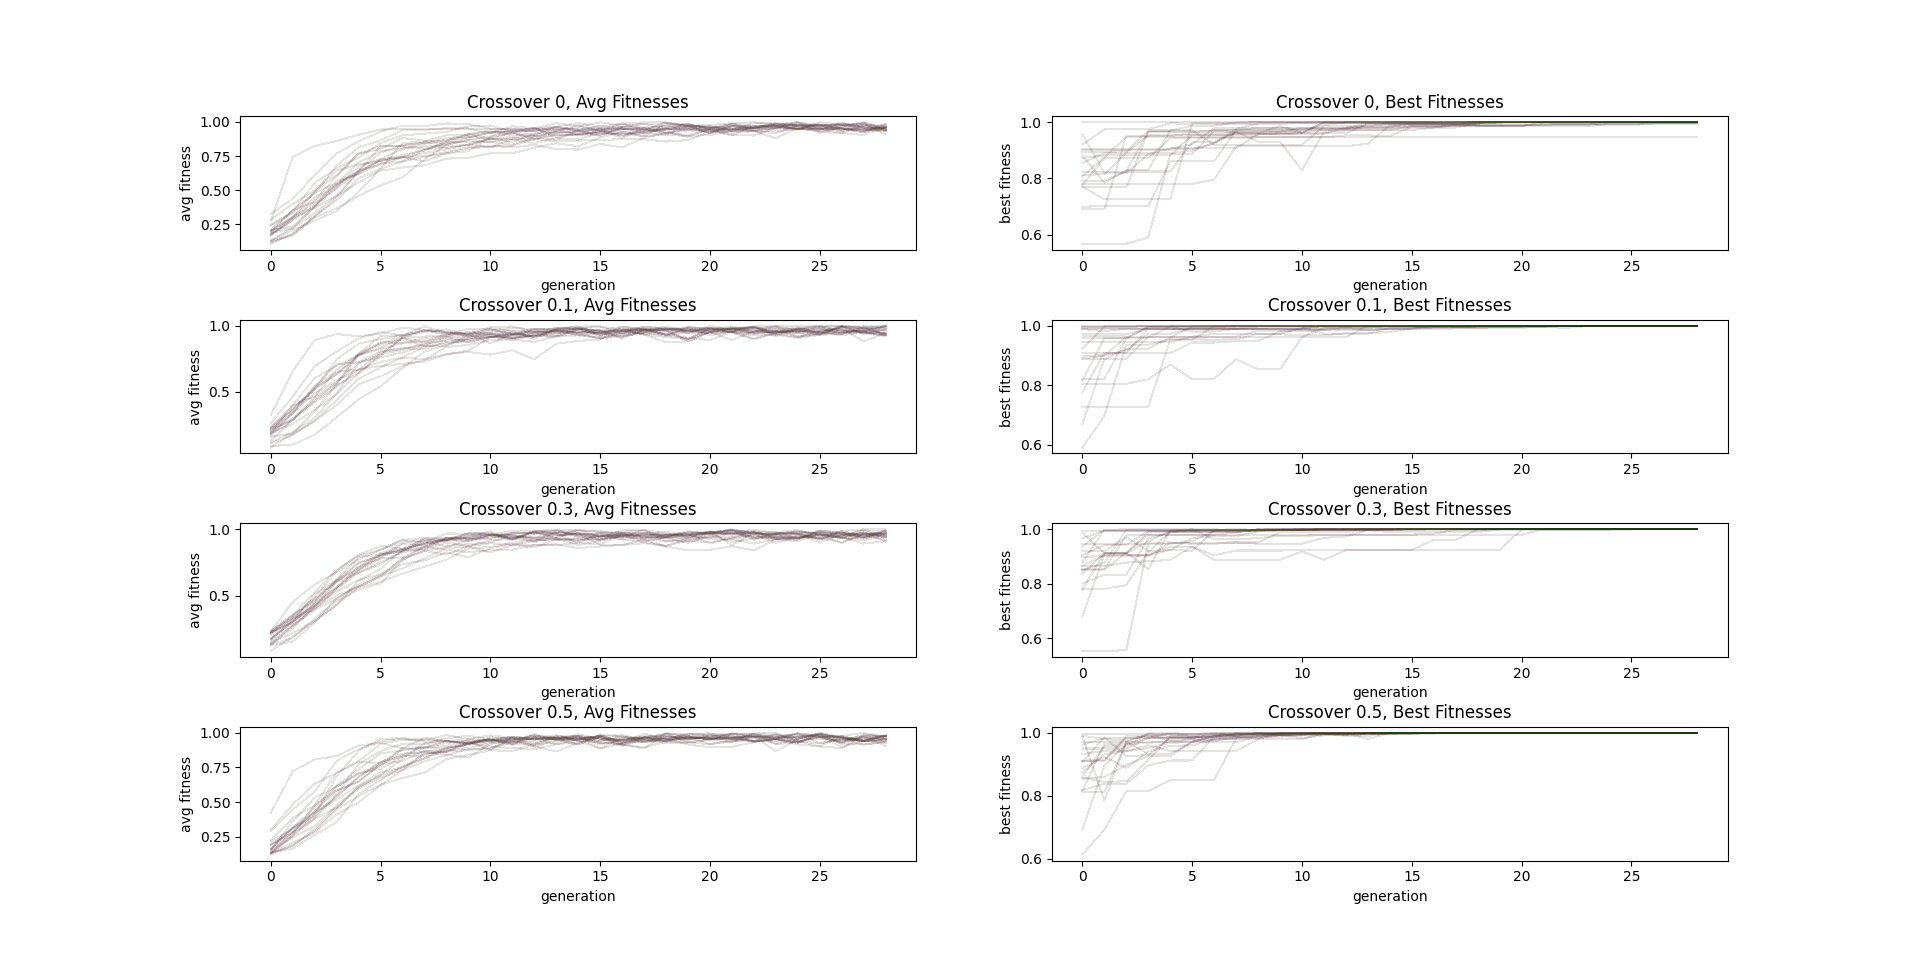 Crossover 0, Avg Fitnesses
1.00
0.75
0.50
0.25
avg fitness
0 5 10 15 20 25
generation
Crossover 0, Best Fitnesses
1.0
0.8
0.6
best fitness
0 5 10 15 20 25
generation
Crossover 0.1, Avg Fitnesses
1.0
0.5
avg fitness
0 5 10 15 20 25
generation
Crossover 0.1, Best Fitnesses
1.0
0.8
0.6
best fitness
0 5 10 15 20 25
generation
Crossover 0.3, Avg Fitnesses
1.0
0.5
avg fitness
0 5 10 15 20 25
generation
Crossover 0.3, Best Fitnesses
1.0
0.8
0.6
best fitness
0 5 10 15 20 25
generation
Crossover 0.5, Avg Fitnesses
1.00
0.75
0.50
0.25
avg fitness
0 5 10 15 20 25
generation
Crossover 0.5, Best Fitnesses
1.0
0.8
0.6
best fitness
0 5 10 15 20 25
generation